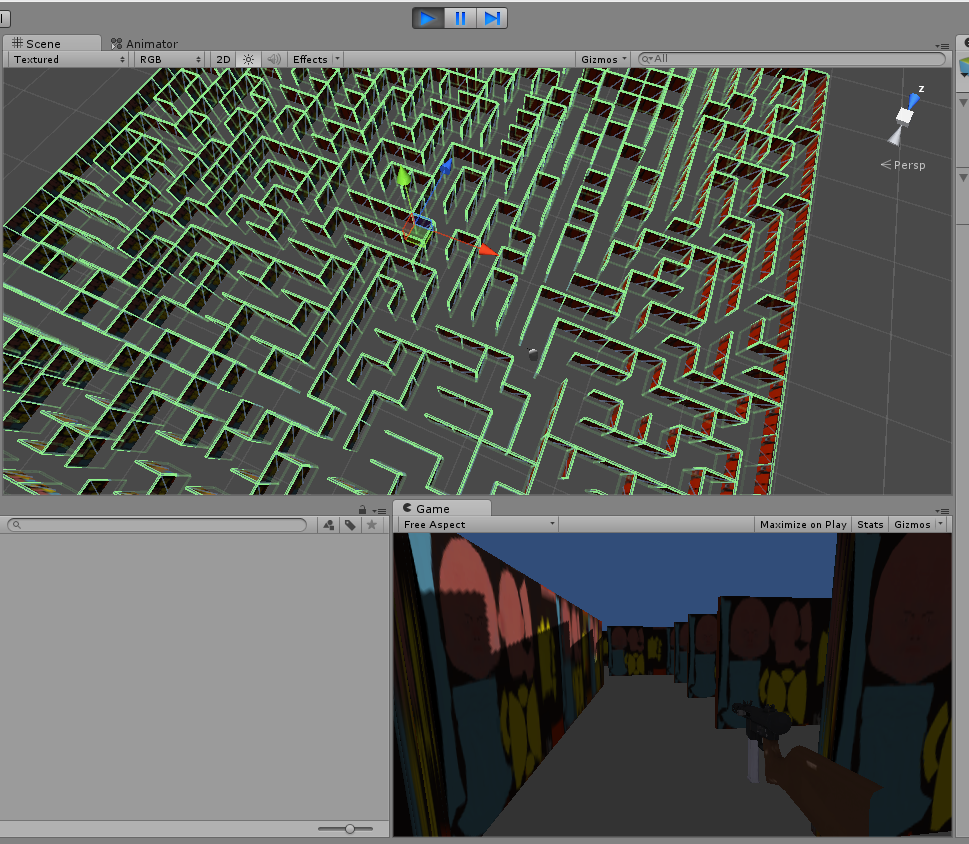 Scene Animator
Textured RGB 2D Effects Gizmos All
z
Persp
Game
Free Aspect Maximize on Play Stats Gizmos